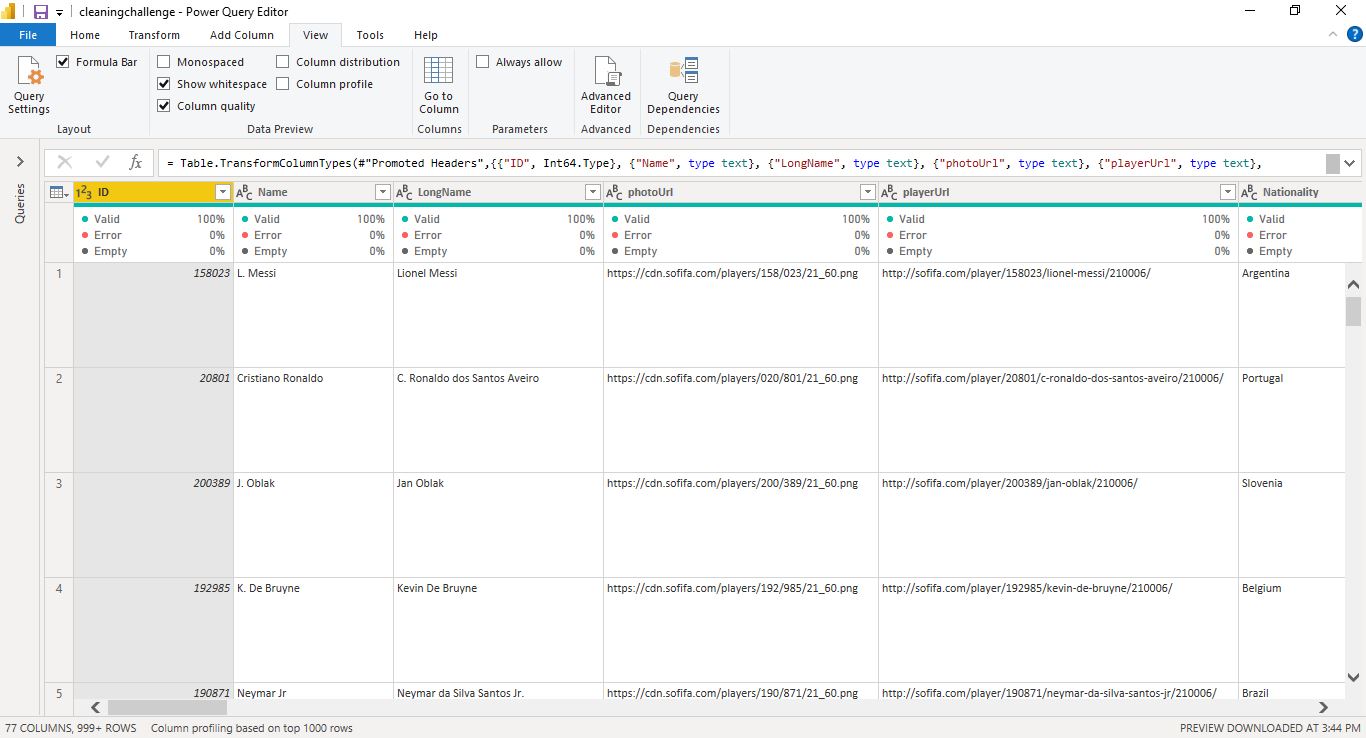 cleaningchallenge - Power Query Editor
File Home Transform Add Column View Tools Help
Query Settings
Formula Bar
Layout
Monospaced
Show whitespace
Column quality
Column distribution
Column profile
Data Preview
Go to Column
Columns
Always allow
Parameters
Advanced Editor
Advanced
Query Dependencies
Dependencies
fx = Table.TransformColumnTypes(#"Promoted Headers",{{"ID", Int64.Type}, {"Name", type text}, {"LongName", type text}, {"photoUrl", type text}, {"playerUrl", type text},
Queries
123 ID ABC Name ABC LongName ABC photoUrl ABC playerUrl ABC Nationality
Valid 100% Valid 100% Valid 100% Valid 100% Valid 100% Valid
Error 0% Error 0% Error 0% Error 0% Error 0% Error
Empty 0% Empty 0% Empty 0% Empty 0% Empty 0% Empty
1 158023 L. Messi Lionel Messi https://cdn.sofifa.com/players/158/023/21_60.png http://sofifa.com/player/158023/lionel-messi/210006/ Argentina
2 20801 Cristiano Ronaldo C. Ronaldo dos Santos Aveiro https://cdn.sofifa.com/players/020/801/21_60.png http://sofifa.com/player/20801/c-ronaldo-dos-santos-aveiro/210006/ Portugal
3 200389 J. Oblak Jan Oblak https://cdn.sofifa.com/players/200/389/21_60.png http://sofifa.com/player/200389/jan-oblak/210006/ Slovenia
4 192985 K. De Bruyne Kevin De Bruyne https://cdn.sofifa.com/players/192/985/21_60.png http://sofifa.com/player/192985/kevin-de-bruyne/210006/ Belgium
5 190871 Neymar Jr Neymar da Silva Santos Jr. https://cdn.sofifa.com/players/190/871/21_60.png http://sofifa.com/player/190871/neymar-da-silva-santos-jr/210006/ Brazil
77 COLUMNS, 999+ ROWS Column profiling based on top 1000 rows PREVIEW DOWNLOADED AT 3:44 PM